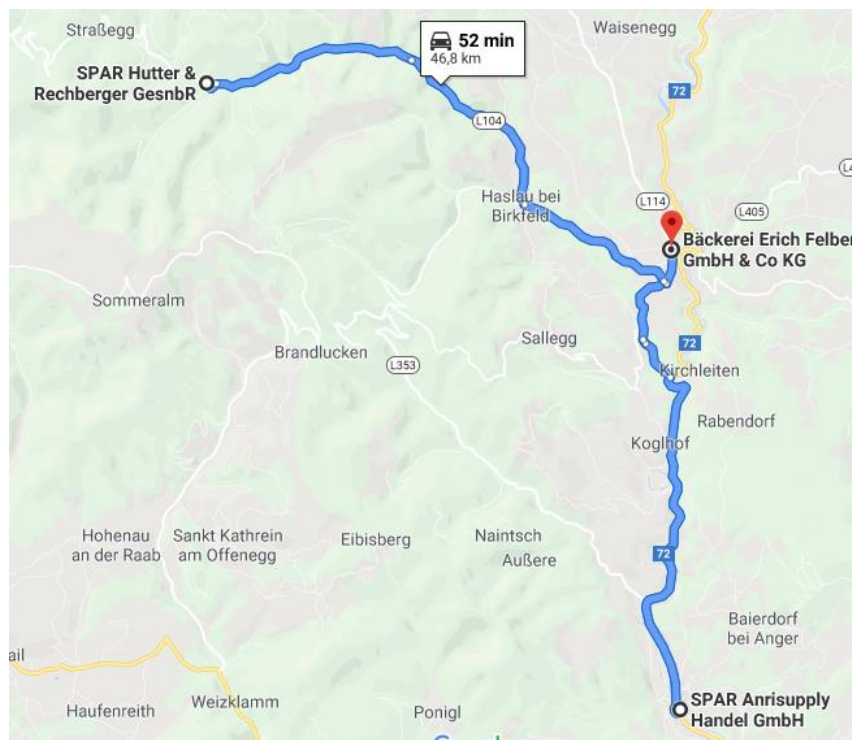 Straßegg
Waisenegg
52 min
46,8 km
SPAR Hutter &
Rechberger GesnbR
72
L104
Haslau bei
Birkfeld
L114
L405
Bäckerei Erich Felber
GmbH & Co KG
Sommeralm
Brandlucken
Sallegg
72
L353
Kirchleiten
Rabendorf
Koglhof
Hohenau
an der Raab
Sankt Kathrein
am Offenegg
Eibisberg
Naintsch
Außere
72
Baierdorf
bei Anger
ail
Weizklamm
Haufenreith
Ponigl
SPAR Anrisupply
Handel GmbH